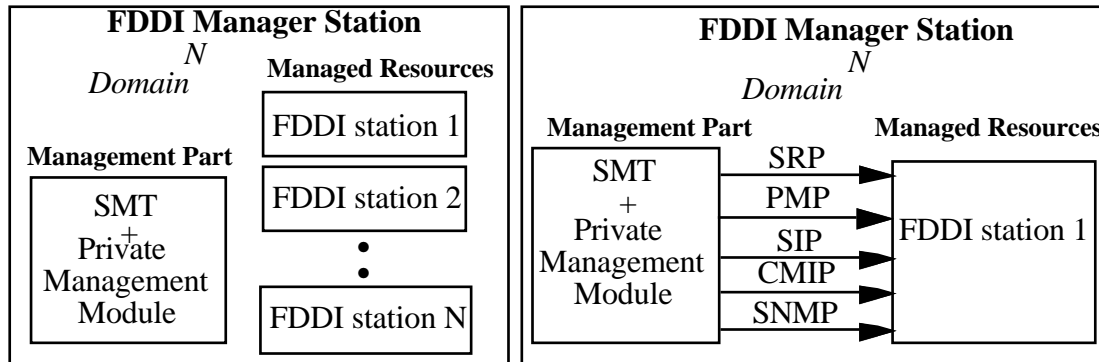 FDDI Manager Station
N
Domain
Managed Resources
FDDI station 1
Management Part
FDDI station 2
SMT
+
Private
Management
Module
FDDI station N
FDDI Manager Station
N
Domain
Management Part
Managed Resources
SMT
+
Private
Management
Module
SRP
PMP
SIP
CMIP
SNMP
FDDI station 1